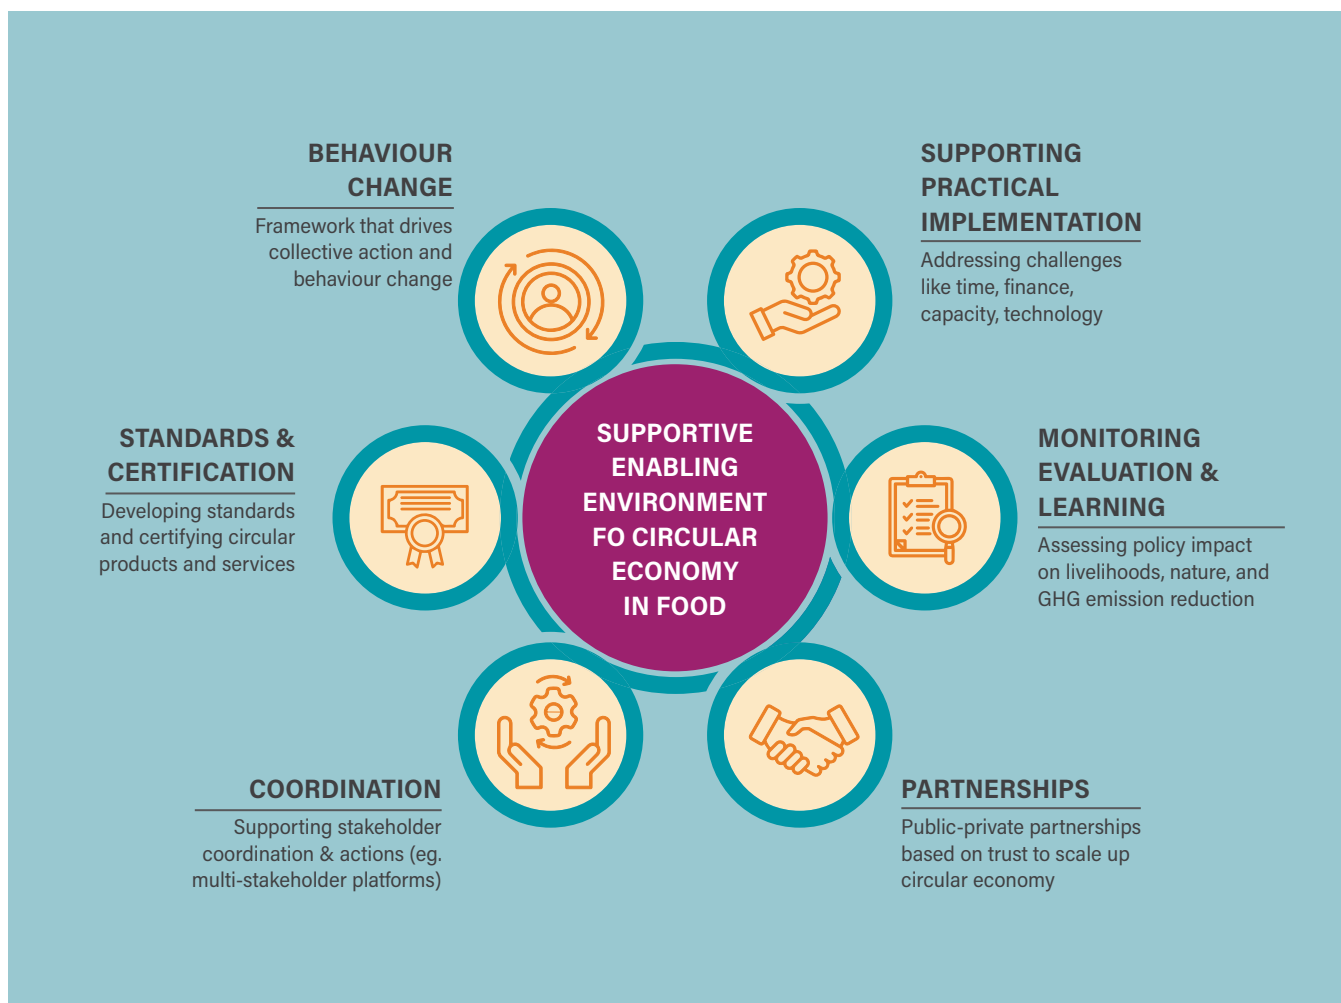 BEHAVIOUR
CHANGE
Framework that drives
collective action and
behaviour change
SUPPORTING
PRACTICAL
IMPLEMENTATION
Addressing challenges
like time, finance,
capacity, technology
STANDARDS &
CERTIFICATION
Developing standards
and certifying circular
products and services
SUPPORTIVE
ENABLING
ENVIRONMENT
FO CIRCULAR
ECONOMY
IN FOOD
MONITORING
EVALUATION &
LEARNING
Assessing policy impact
on livelihoods, nature, and
GHG emission reduction
COORDINATION
Supporting stakeholder
coordination & actions (eg.
multi-stakeholder platforms)
PARTNERSHIPS
Public-private partnerships
based on trust to scale up
circular economy